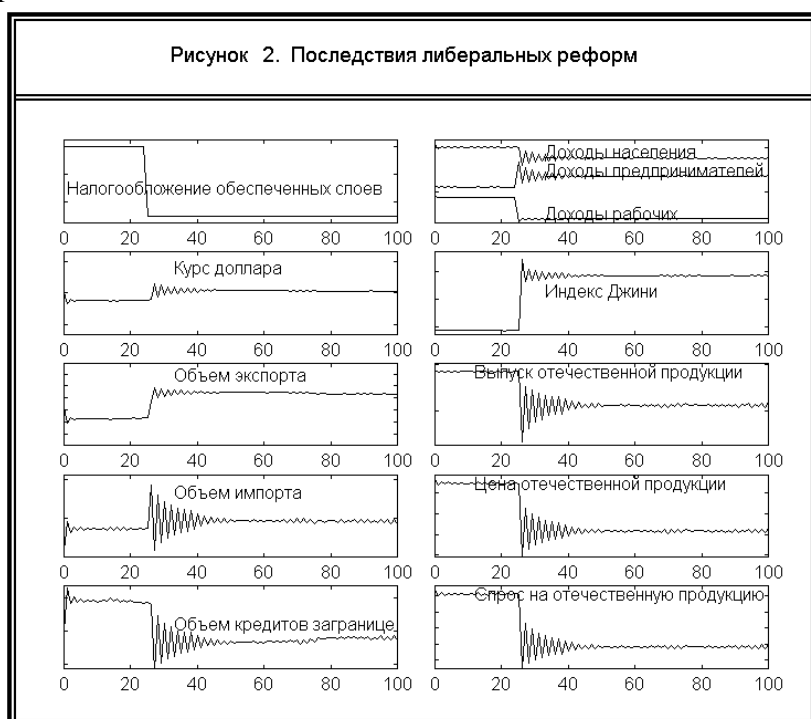 Рисунок 2. Последствия либеральных реформ
Налогообложение обеспеченных слоев
0 20 40 60 80 100
Доходы населения
Доходы предпринимателей
Доходы рабочих
0 20 40 60 80 100
Курс доллара
0 20 40 60 80 100
Индекс Джини
0 20 40 60 80 100
Объем экспорта
0 20 40 60 80 100
Выпуск отечественной продукции
0 20 40 60 80 100
Объем импорта
0 20 40 60 80 100
Цена отечественной продукции
0 20 40 60 80 100
Объем кредитов загранице
0 20 40 60 80 100
Спрос на отечественную продукцию
0 20 40 60 80 100